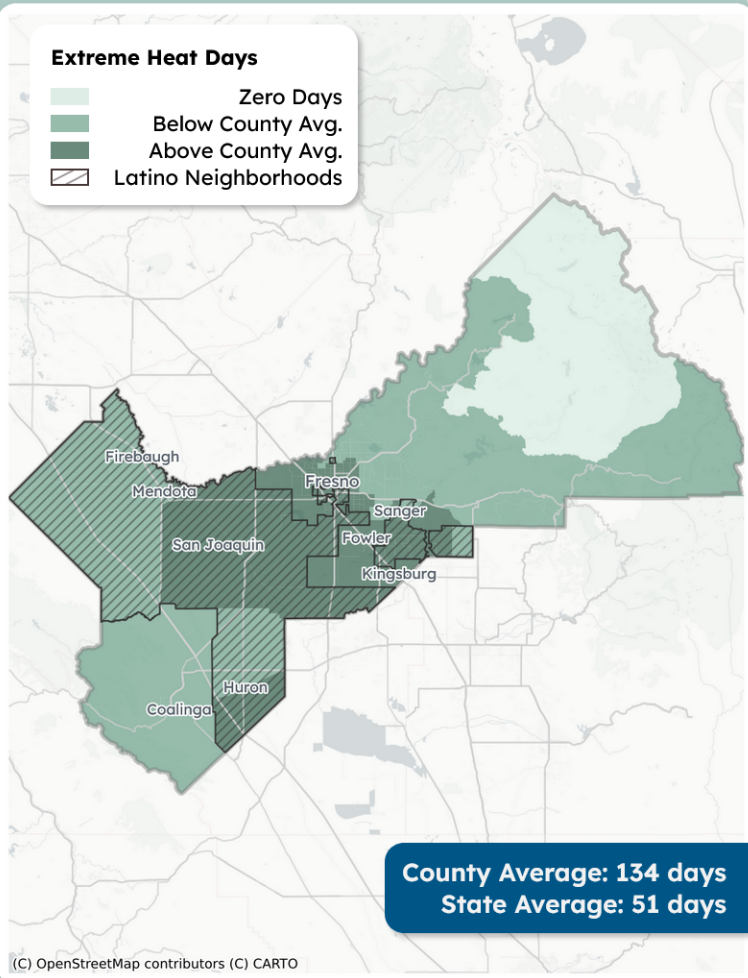 Extreme Heat Days
Zero Days
Below County Avg.
Above County Avg.
Latino Neighborhoods
Firebaugh
Mendota
Fresno
Sanger
San Joaquin
Fowler
Kingsburg
Huron
Coalinga
County Average: 134 days
State Average: 51 days
(C) OpenStreetMap contributors (C) CARTO